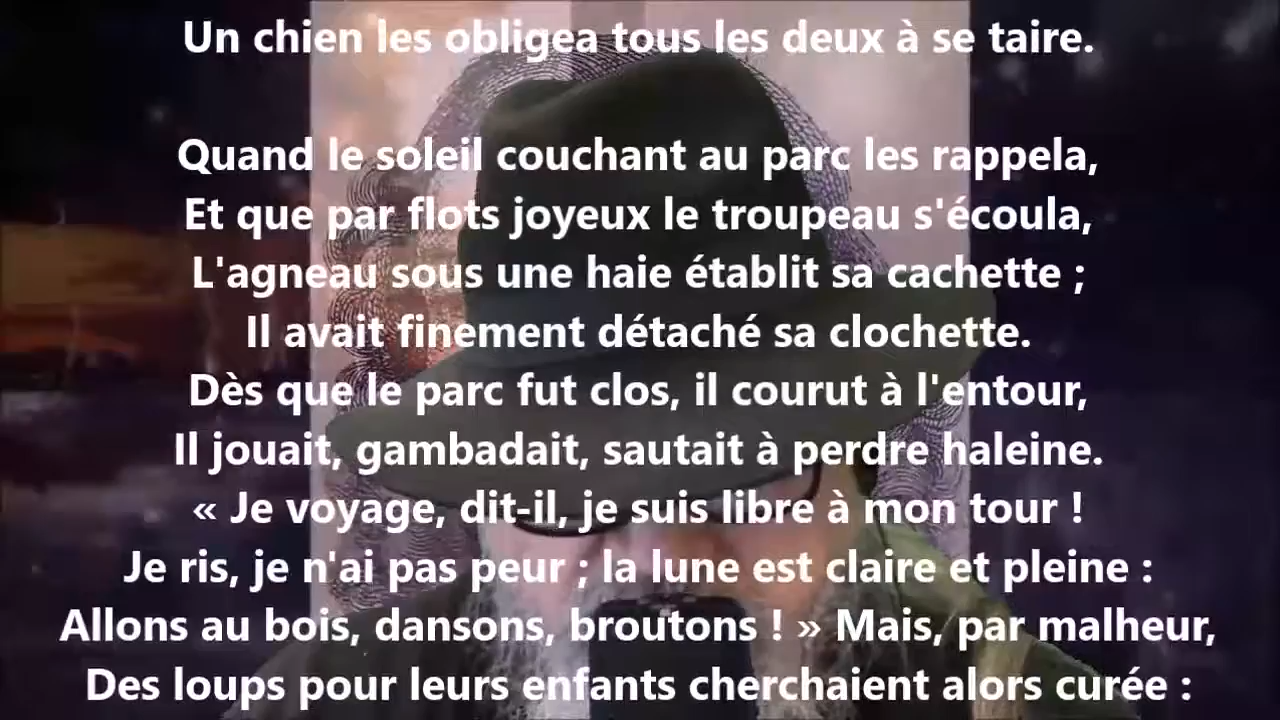 Un chien les obligea tous les deux à se taire.
Quand le soleil couchant au parc les rappela,
Et que par flots joyeux le troupeau s'écoula,
L'agneau sous une haie établit sa cachette ;
Il avait finement détaché sa clochette.
Dès que le parc fut clos, il courut à l'entour,
Il jouait, gambadait, sautait à perdre haleine.
« Je voyage, dit-il, je suis libre à mon tour !
Je ris, je n'ai pas peur ; la lune est claire et pleine :
Allons au bois, dansons, broutons ! » Mais, par malheur,
Des loups pour leurs enfants cherchaient alors curée :